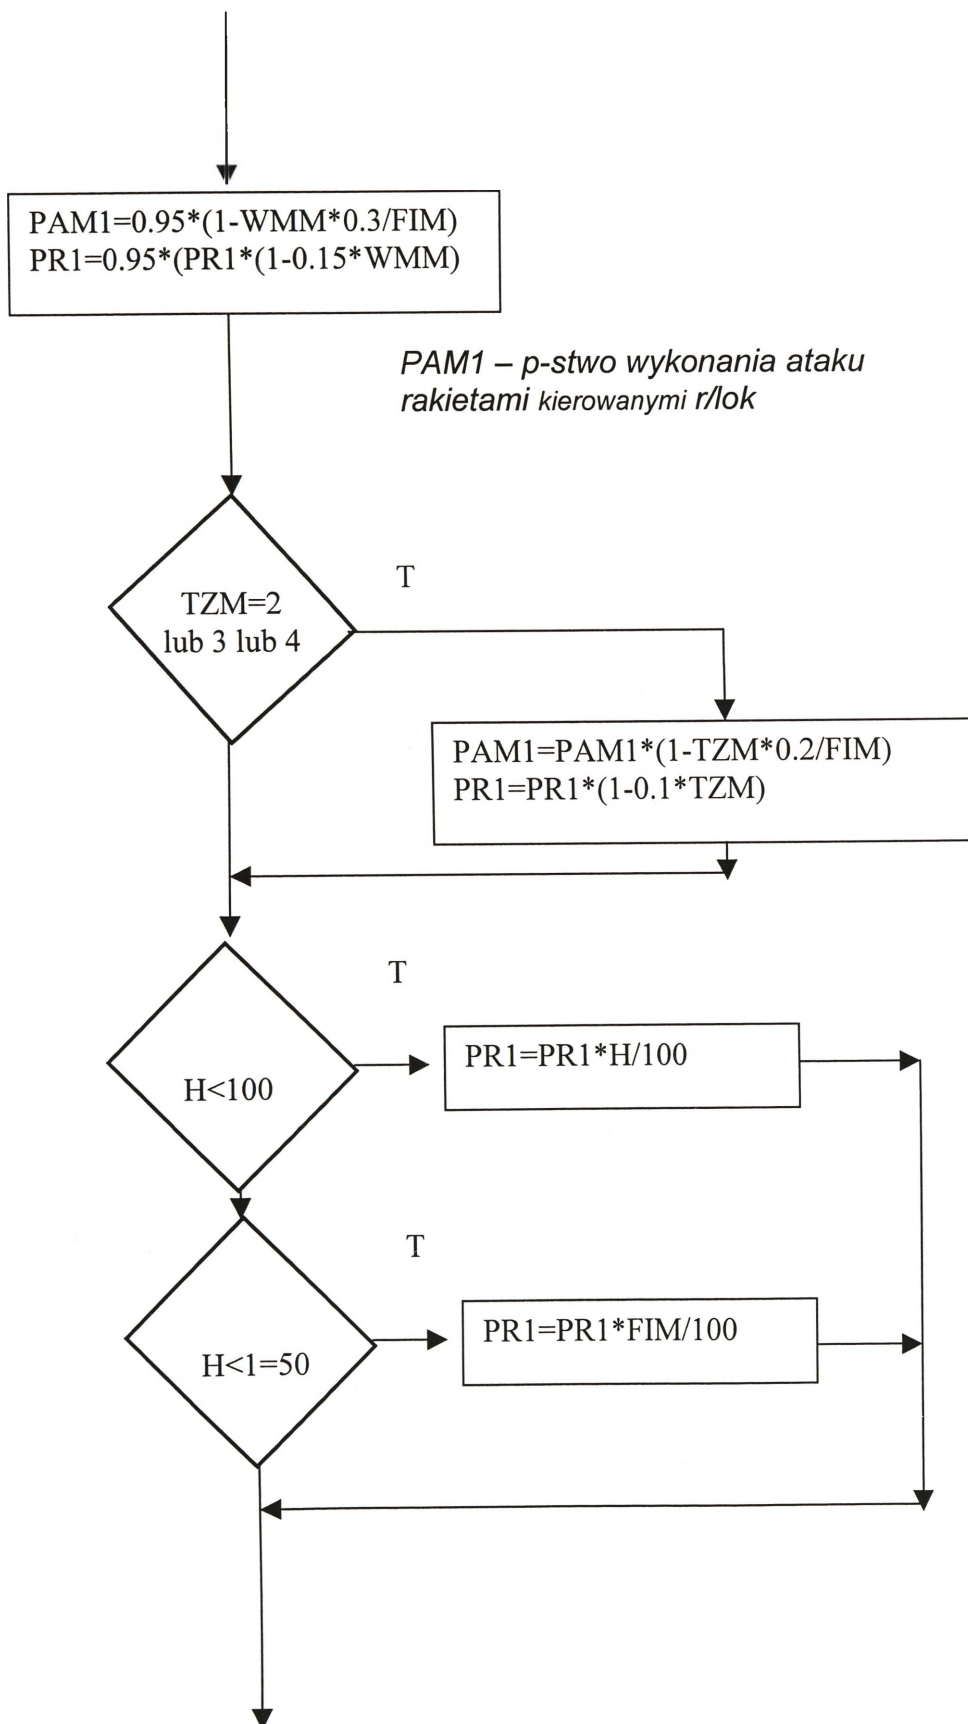 PAM1=0.95*(1-WMM*0.3/FIM)
PR1=0.95*(PR1*(1-0.15*WMM)
PAM1 – p-stwo wykonania ataku
rakietami kierowanymi r/lok
T
TZM=2
lub 3 lub 4
PAM1=PAM1*(1-TZM*0.2/FIM)
PR1=PR1*(1-0.1*TZM)
T
H<100
PR1=PR1*H/100
T
H<1=50
PR1=PR1*FIM/100